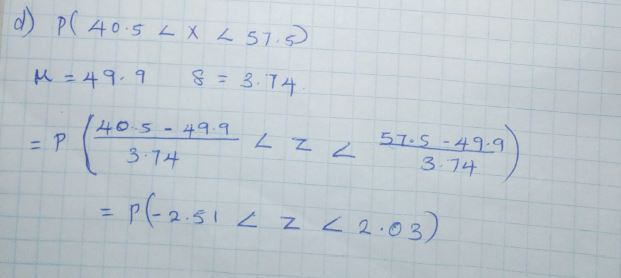 d) P( 40.5 < x < 57.5)
μ = 49.9 8 = 3.74.
= P ( 40.5 - 49.9 / 3.74 < z < 57.5 - 49.9 / 3.74 )
= P(-2.51 < z < 2.03)